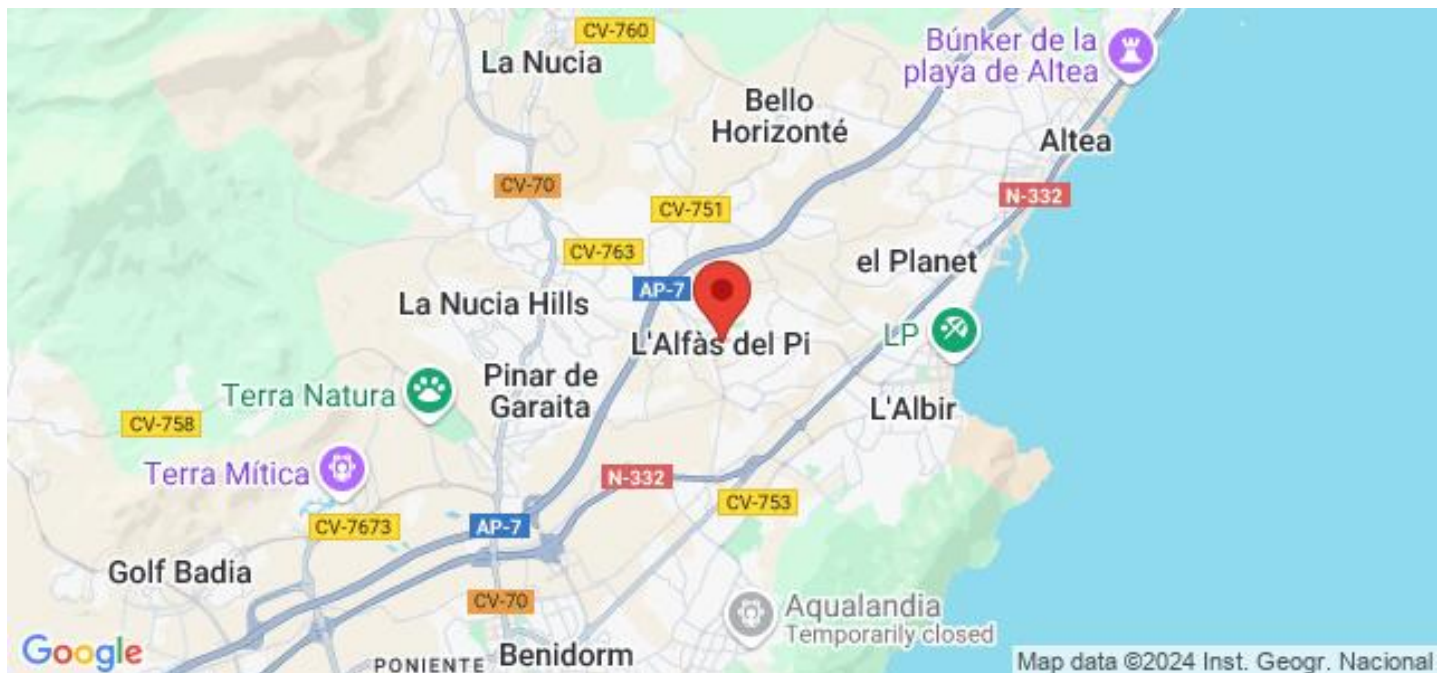 CV-760
La Nucia
Búnker de la
playa de Altea
Bello
Horizonté
Altea
CV-70
N-332
CV-751
CV-763
el Planet
AP-7
La Nucia Hills
L'Alfàs del Pi
LP
Pinar de
Garaita
Terra Natura
L'Albir
CV-758
Terra Mítica
N-332
CV-753
CV-7673
AP-7
Golf Badia
CV-70
Aqualandia
Temporarily closed
Google
PONIENTE
Benidorm
Map data ©2024 Inst. Geogr. Nacional